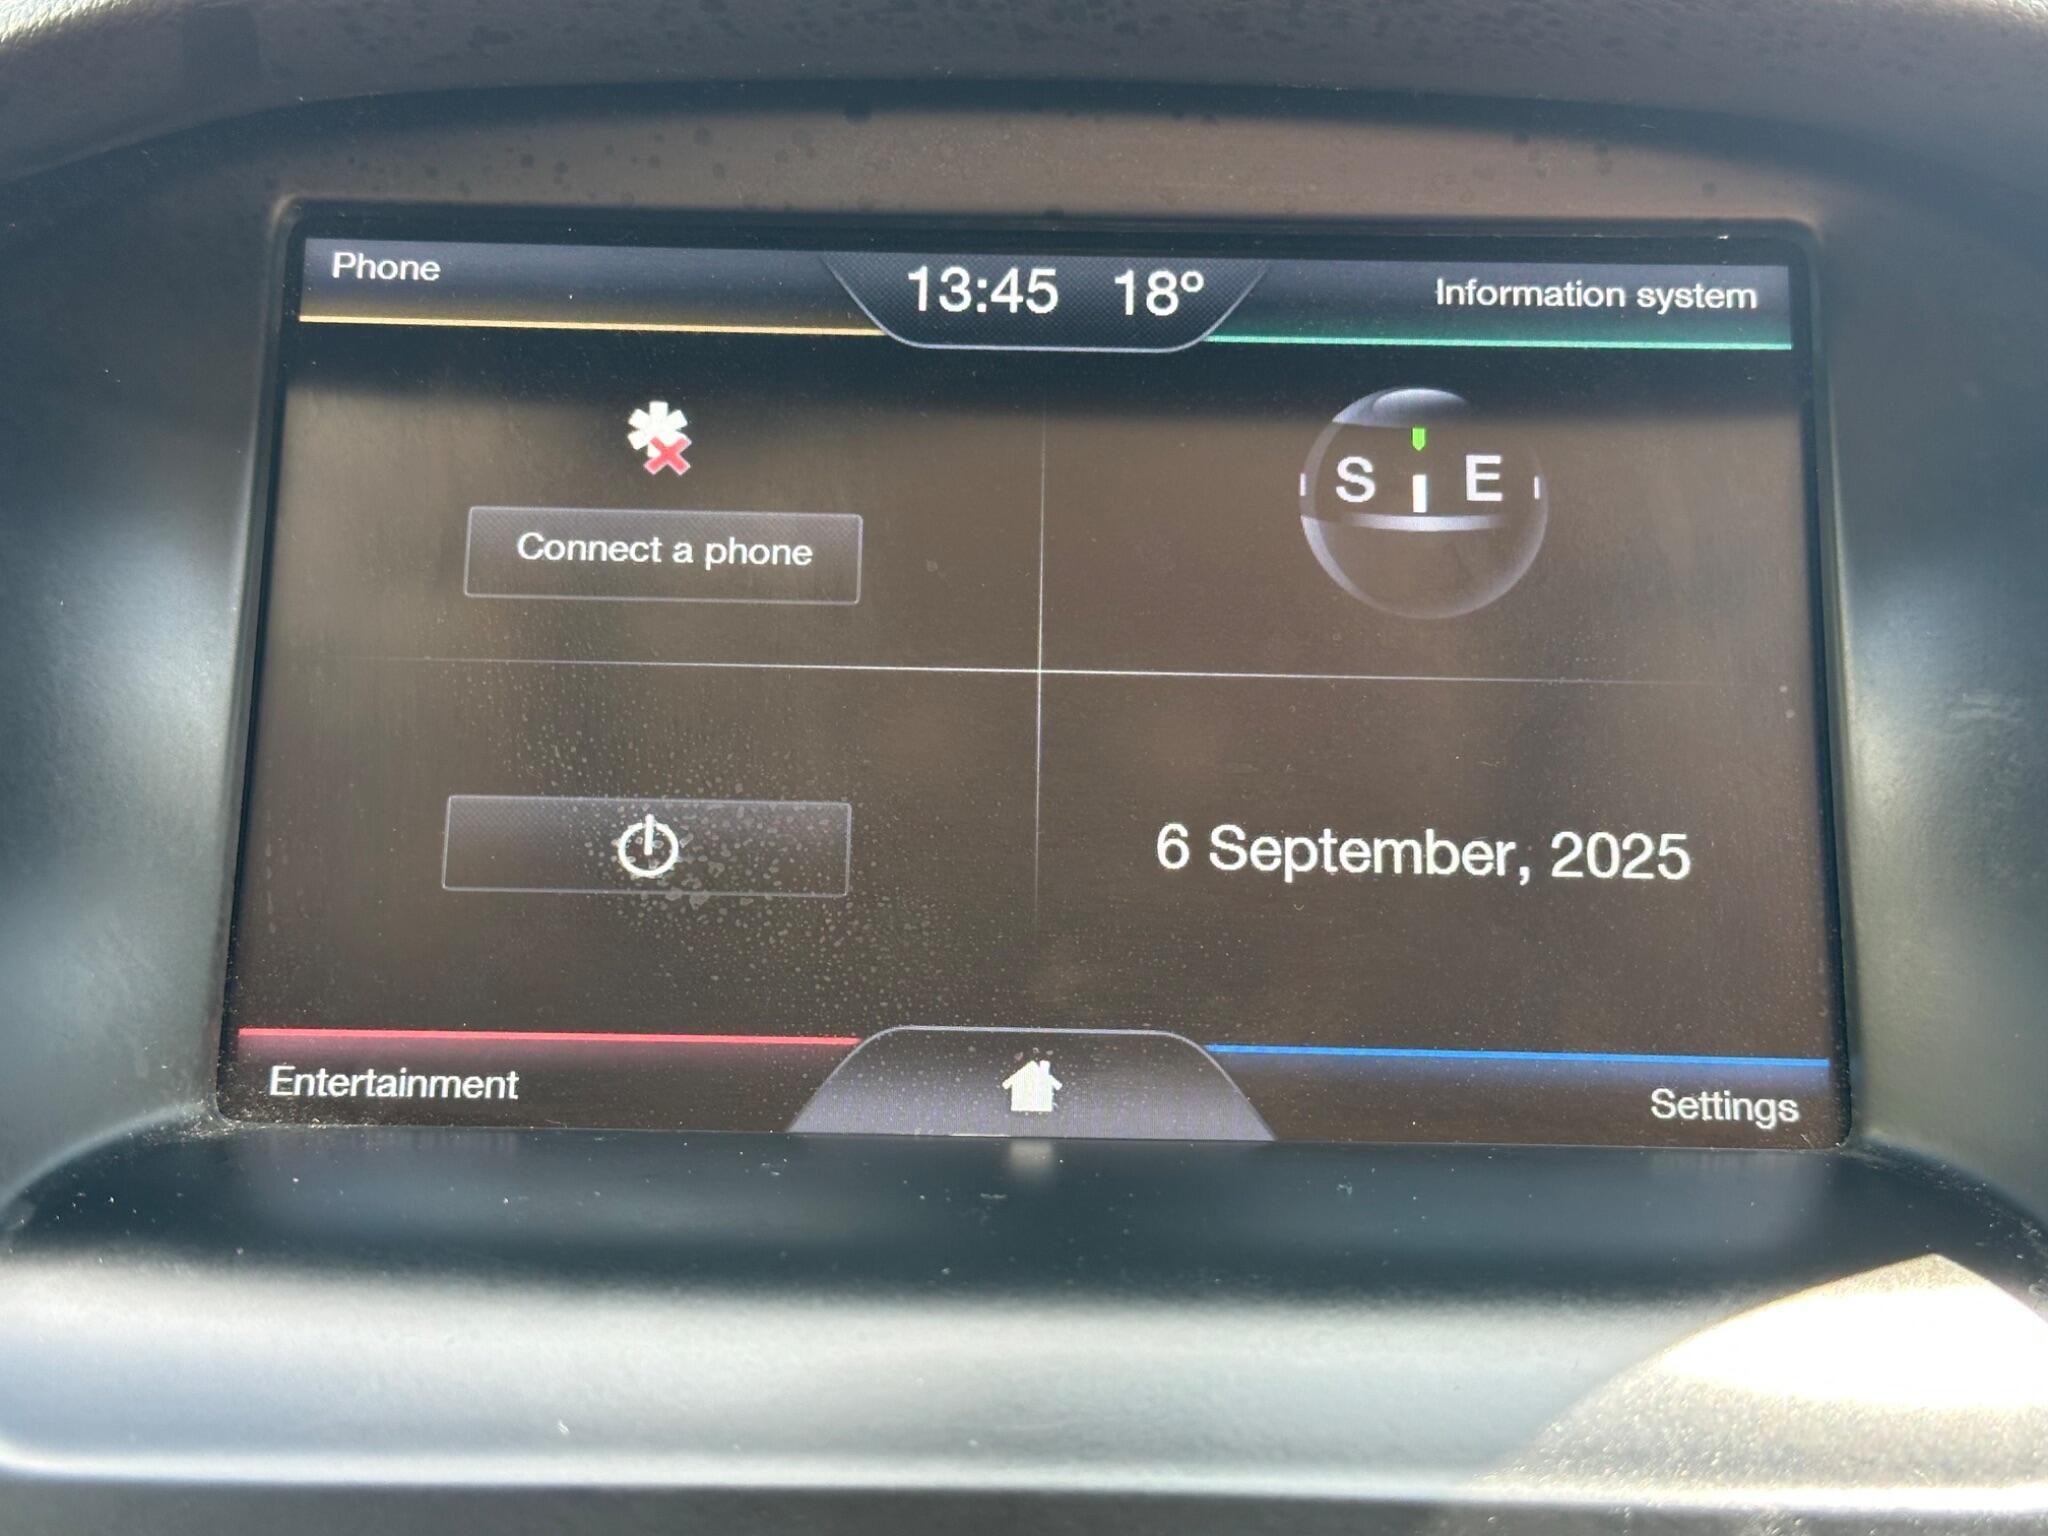 Phone
13:45 18°
Information system
Connect a phone
S E
6 September, 2025
Entertainment
Settings